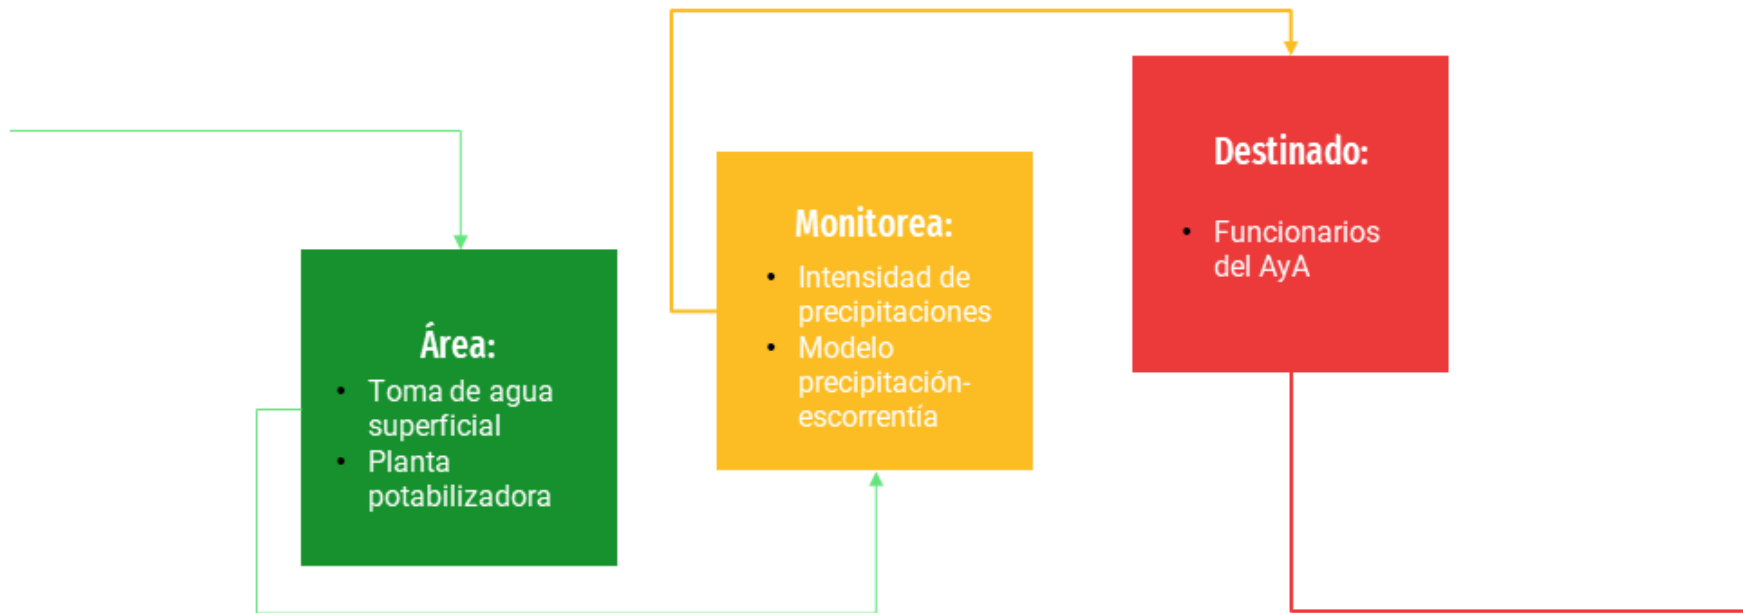 Área:
• Toma de agua
superficial
• Planta
potabilizadora
Monitorea:
• Intensidad de
precipitaciones
• Modelo
precipitación-
escorrentía
Destinado:
• Funcionarios
del AyA